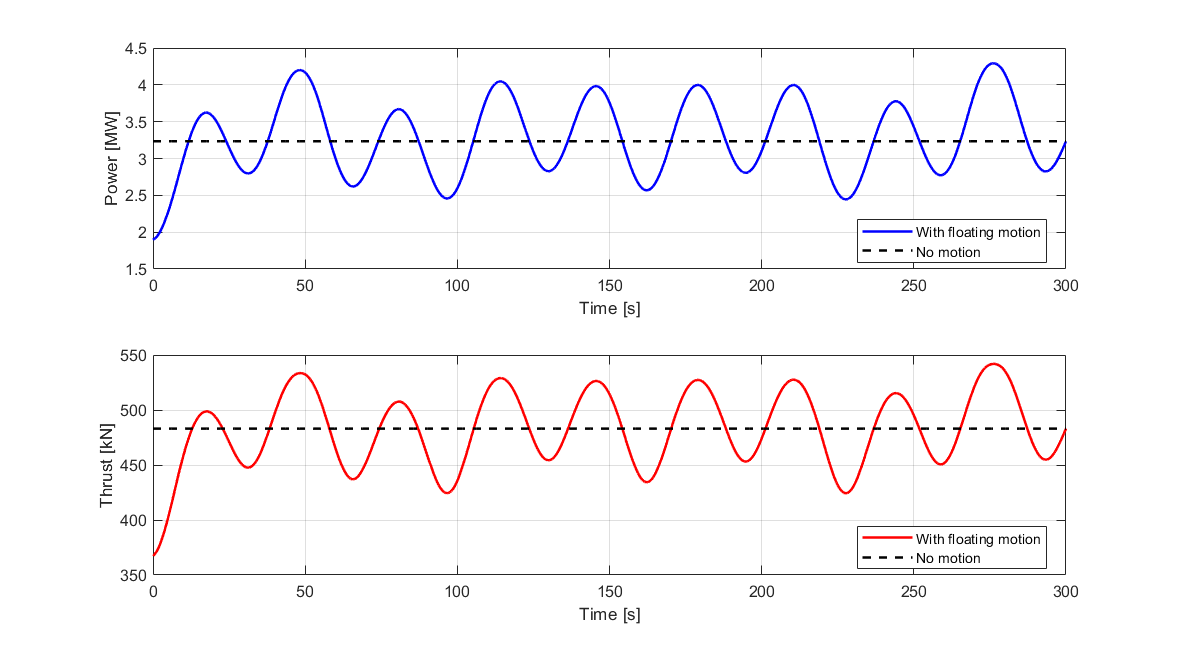 4.5
4
3.5
3
2.5
2
1.5
Power [MW]
With floating motion
No motion
0 50 100 150 200 250 300
Time [s]
550
500
450
400
350
Thrust [kN]
With floating motion
No motion
0 50 100 150 200 250 300
Time [s]